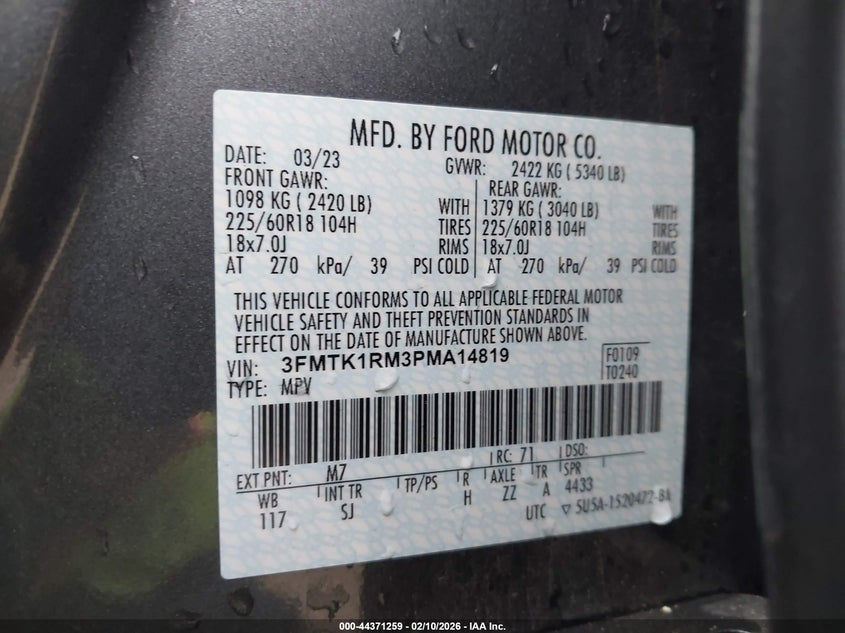 MFD. BY FORD MOTOR CO.
DATE: 03/23 GVWR: 2422 KG ( 5340 LB)
FRONT GAWR: REAR GAWR:
1098 KG ( 2420 LB) WITH 1379 KG ( 3040 LB) WITH
225/60R18 104H TIRES 225/60R18 104H TIRES
18x7.0J RIMS 18x7.0J RIMS
AT 270 kPa/ 39 PSI COLD AT 270 kPa/ 39 PSI COLD
THIS VEHICLE CONFORMS TO ALL APPLICABLE FEDERAL MOTOR
VEHICLE SAFETY AND THEFT PREVENTION STANDARDS IN
EFFECT ON THE DATE OF MANUFACTURE SHOWN ABOVE.
VIN: 3FMTK1RM3PMA14819 F0109
TYPE: MPV T0240
EXT PNT: M7 RC: 71 DSO:
WB INT TR TP/PS R AXLE TR SPR
117 SJ H ZZ A 4433
UTC ▽ 5U5A-1520472-BA
000-44371259 - 02/10/2026 - IAA Inc.